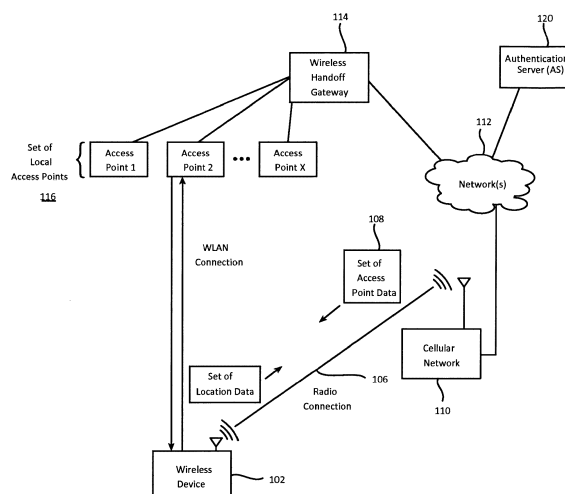 114
120
Wireless
Handoff
Gateway
Authentication
Server (AS)
112
Set of
Local
Access Points
116
Access
Point 1
Access
Point 2
•••
Access
Point X
Network(s)
WLAN
Connection
108
Set of
Access
Point Data
Set of
Location Data
Radio
Connection
106
Cellular
Network
110
Wireless
Device
102